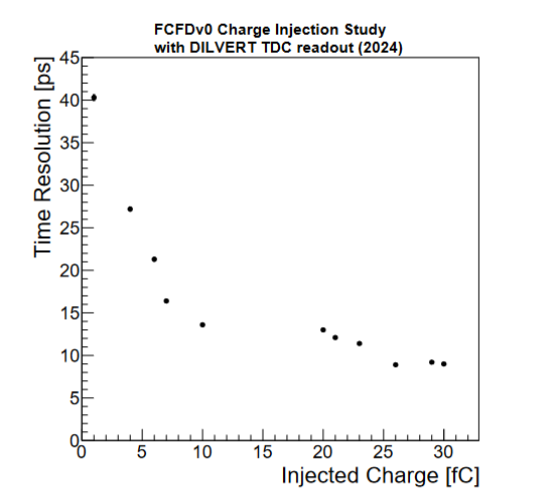 FCFDv0 Charge Injection Study
with DILVERT TDC readout (2024)
Time Resolution [ps]
45
40
35
30
25
20
15
10
5
0
0 5 10 15 20 25 30
Injected Charge [fC]